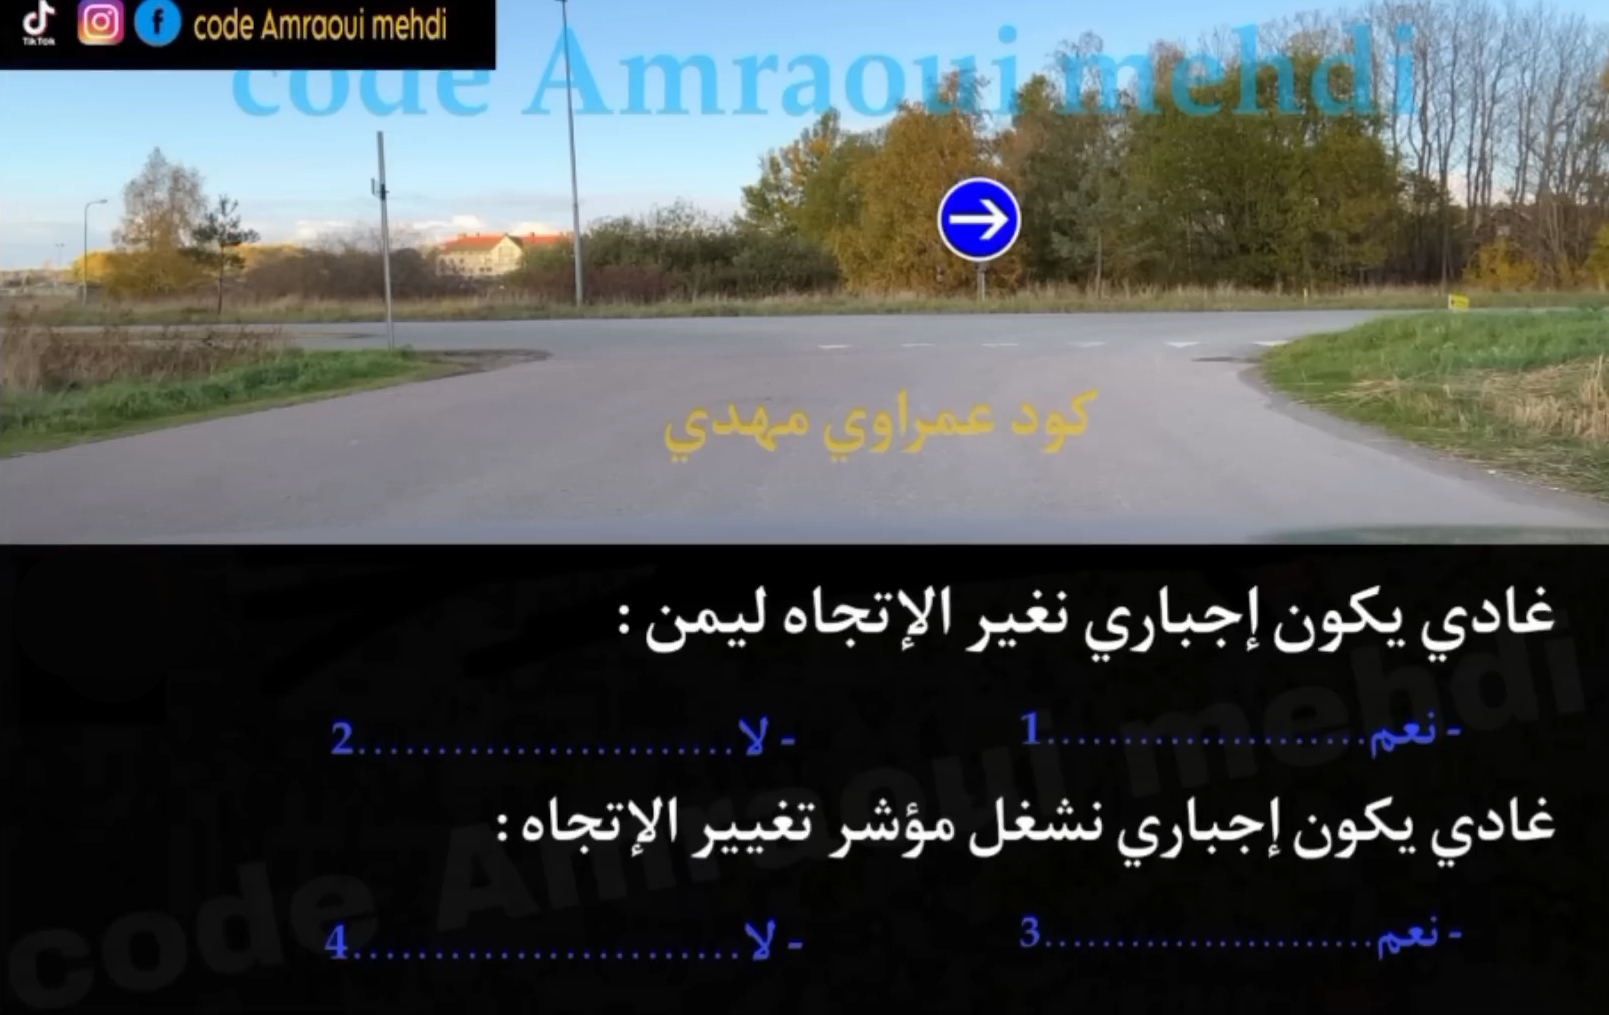 TikTok
code Amraoui mehdi
code Amraoui mehdi
كود عمراوي مهدي
غادي يكون إجباري نغير الإتجاه ليمن :
- نعم......................1 - لا........................2
غادي يكون إجباري نشغل مؤشر تغيير الإتجاه :
- نعم......................3 - لا........................4
code Amraoui mehdi